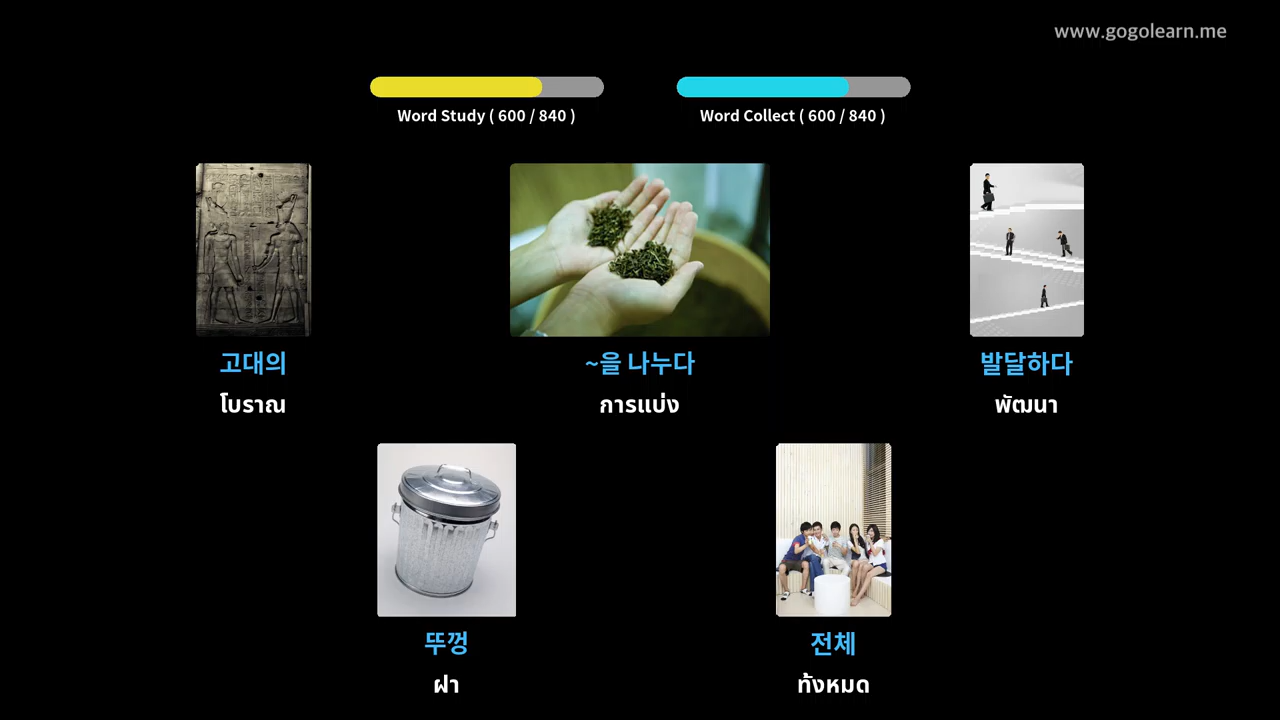 www.gogolearn.me
Word Study ( 600 / 840 )
Word Collect ( 600 / 840 )
고대의
โบราณ
~을 나누다
การแบ่ง
발달하다
พัฒนา
뚜껑
ฝา
전체
ทั้งหมด